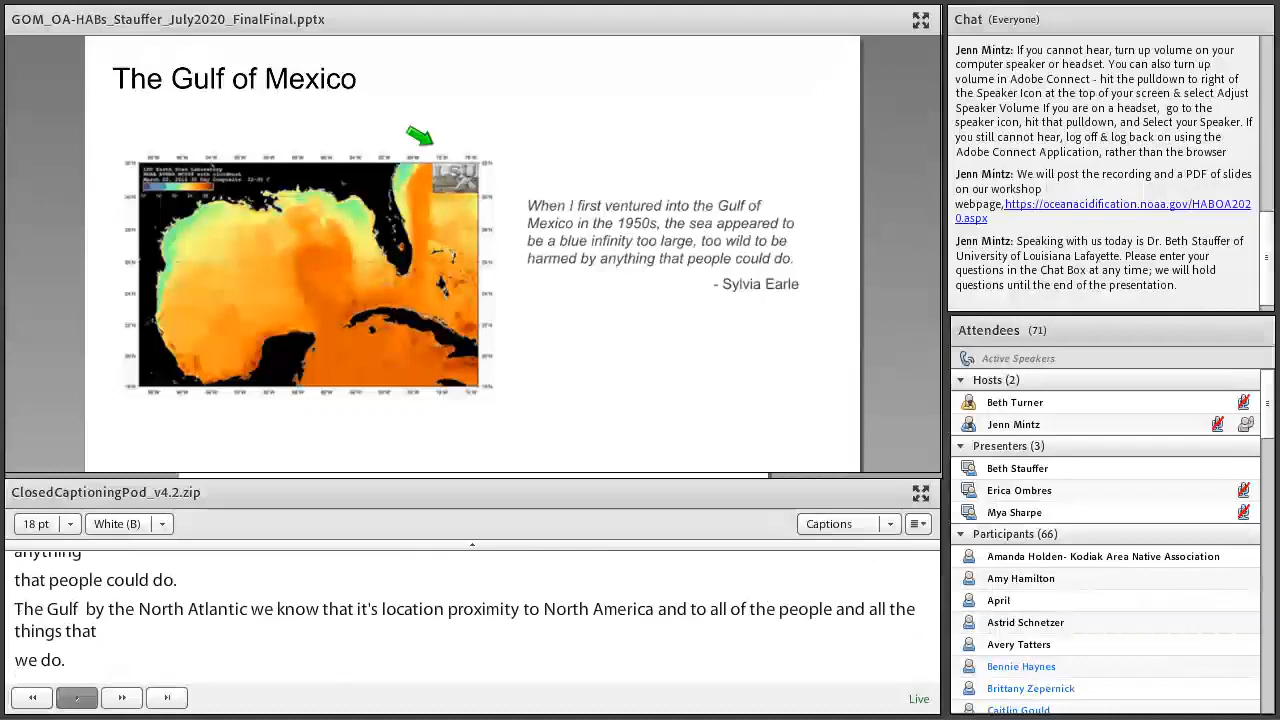 GOM_OA-HABs_Stauffer_July2020_FinalFinal.pptx
The Gulf of Mexico
When I first ventured into the Gulf of
Mexico in the 1950s, the sea appeared to
be a blue infinity too large, too wild to be
harmed by anything that people could do.
- Sylvia Earle
ClosedCaptioningPod_v4.2.zip
18 pt
White (B)
Captions
anything
that people could do.
The Gulf  by the North Atlantic we know that it's location proximity to North America and to all of the people and all the
things that
we do.
Live
Chat (Everyone)
Jenn Mintz: If you cannot hear, turn up volume on your
computer speaker or headset. You can also turn up
volume in Adobe Connect - hit the pulldown to right of
the Speaker Icon at the top of your screen & select Adjust
Speaker Volume If you are on a headset,  go to the
speaker icon, hit that pulldown, and Select your Speaker. If
you still cannot hear, log off & log back on using the
Adobe Connect Application, rather than the browser
Jenn Mintz: We will post the recording and a PDF of slides
on our workshop
webpage,https://oceanacidification.noaa.gov/HABOA202
0.aspx
Jenn Mintz: Speaking with us today is Dr. Beth Stauffer of
University of Louisiana Lafayette. Please enter your
questions in the Chat Box at any time; we will hold
questions until the end of the presentation.
Attendees (71)
Active Speakers
Hosts (2)
Beth Turner
Jenn Mintz
Presenters (3)
Beth Stauffer
Erica Ombres
Mya Sharpe
Participants (66)
Amanda Holden- Kodiak Area Native Association
Amy Hamilton
April
Astrid Schnetzer
Avery Tatters
Bennie Haynes
Brittany Zepernick
Caitlin Gould